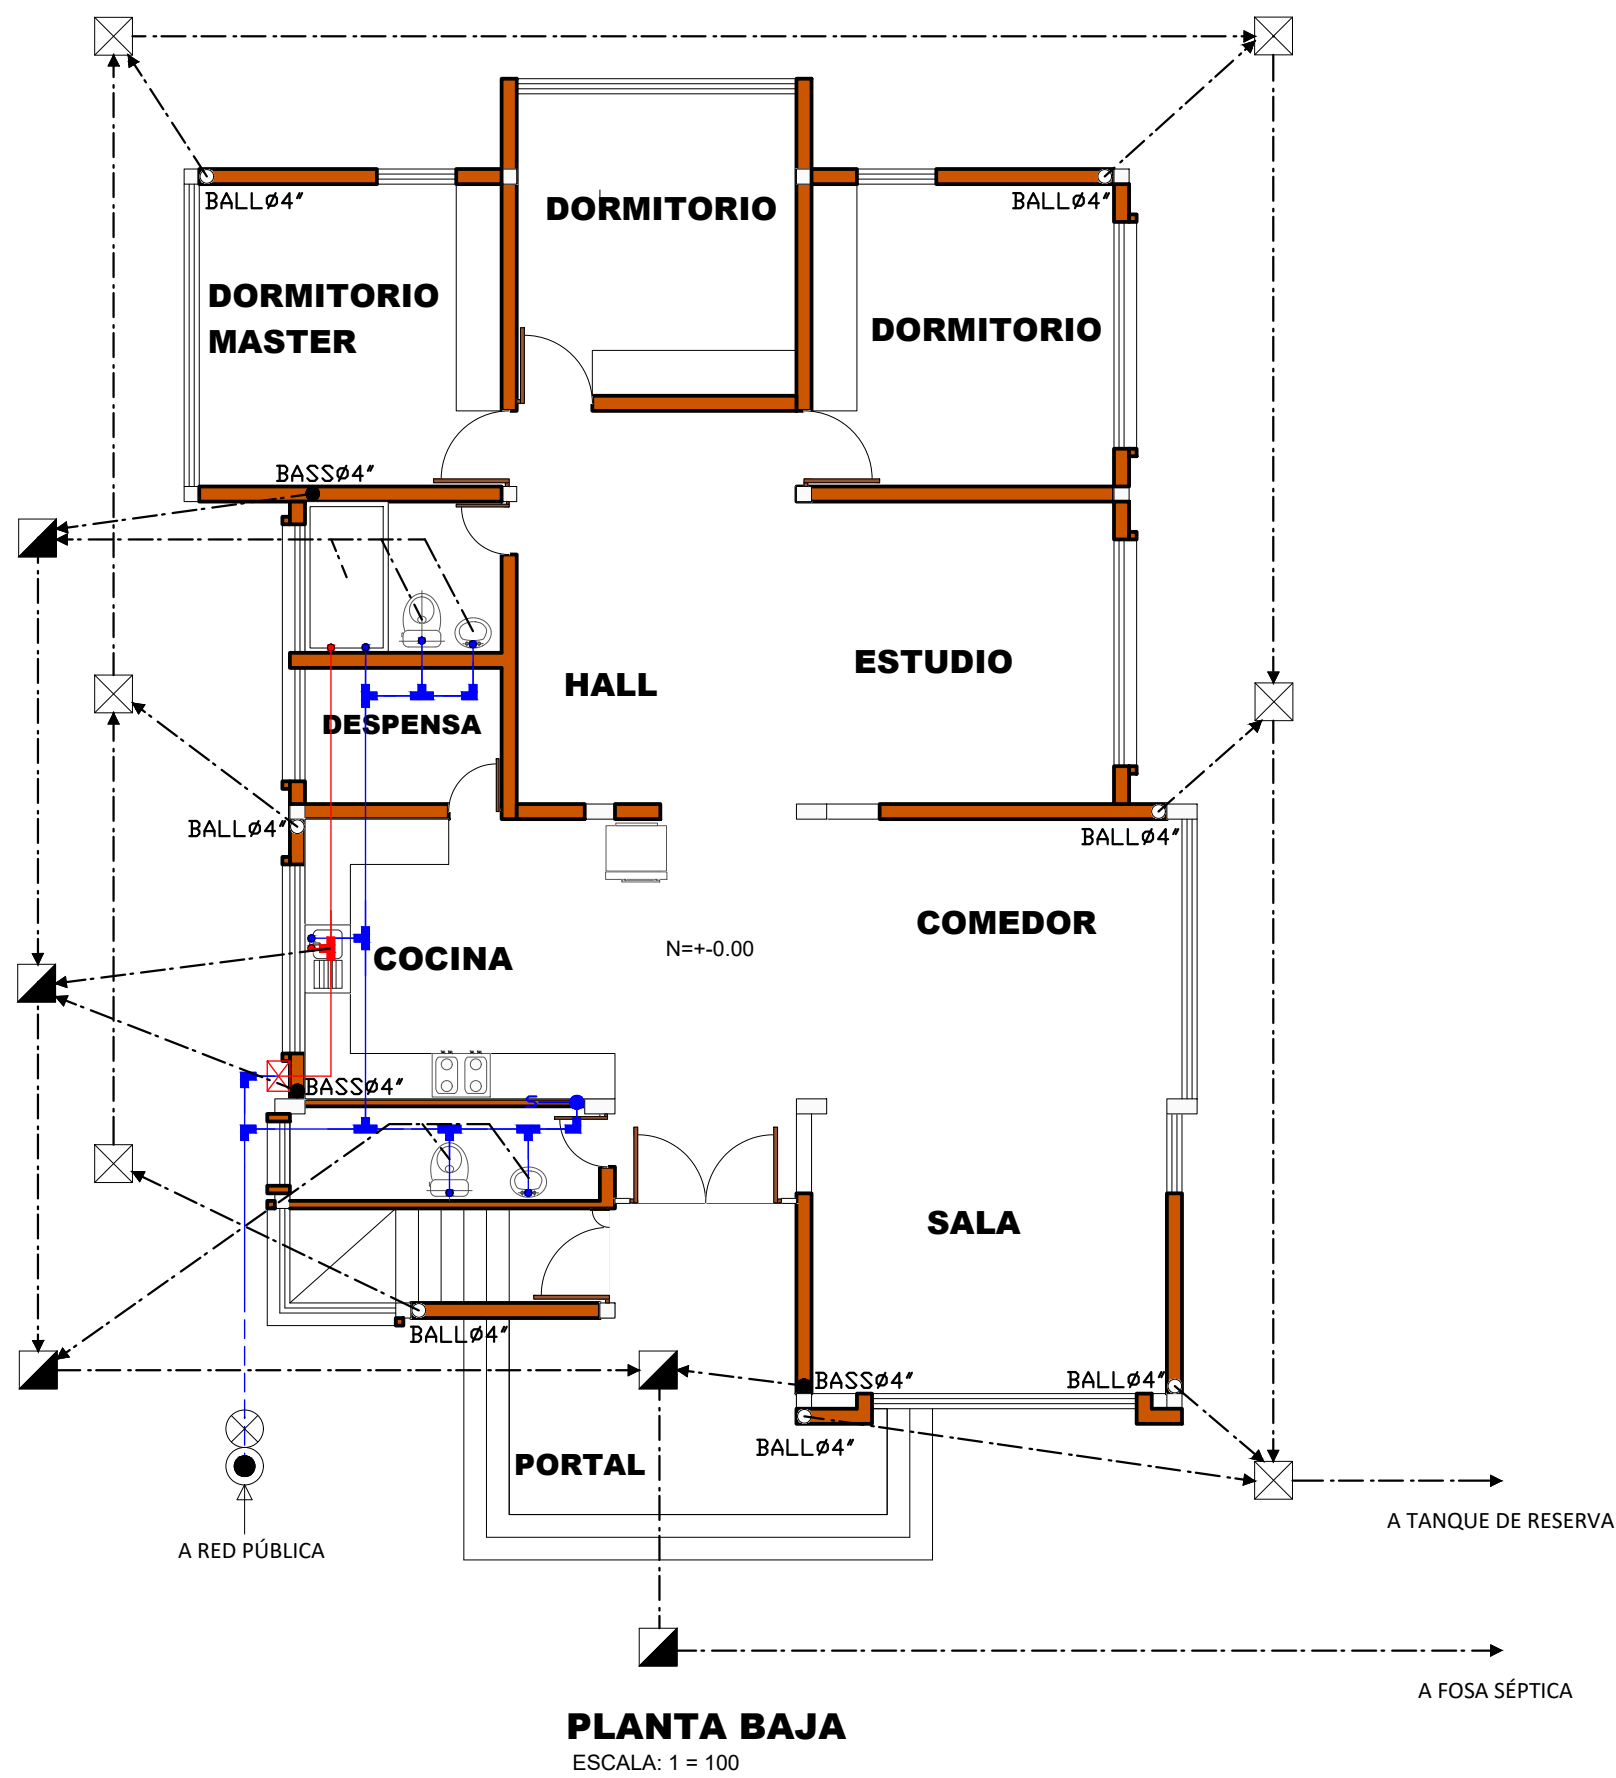 BALLØ4"
DORMITORIO
BALLØ4"
DORMITORIO
MASTER
DORMITORIO
BASSØ4"
ESTUDIO
HALL
DESPENSA
BALLØ4"
BALLØ4"
COMEDOR
COCINA
N=+-0.00
BASSØ4"
S
SALA
BALLØ4"
BASSØ4"
BALLØ4"
BALLØ4"
PORTAL
A TANQUE DE RESERVA
A RED PÚBLICA
A FOSA SÉPTICA
PLANTA BAJA
ESCALA: 1 = 100